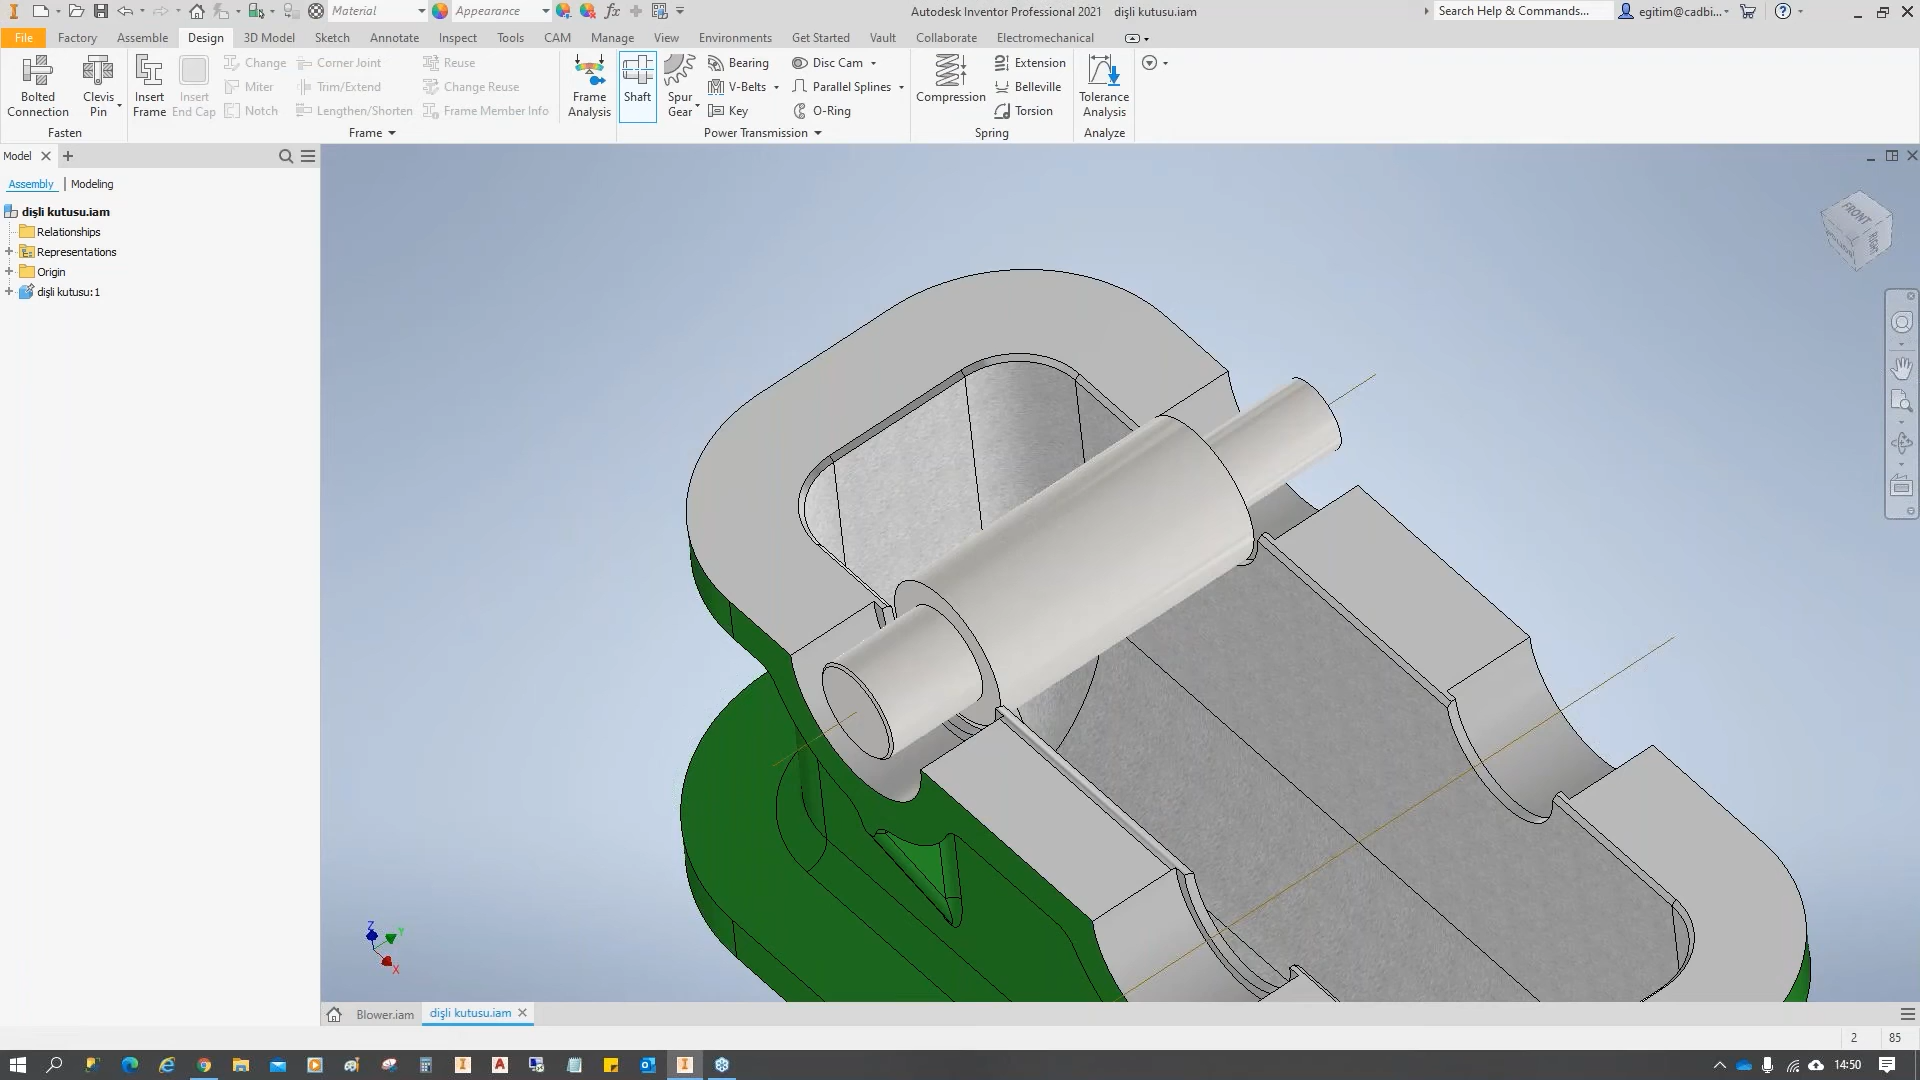 Material
Appearance
fx
Autodesk Inventor Professional 2021 dişli kutusu.iam
Search Help & Commands...
egitim@cadbi...
File
Factory
Assemble
Design
3D Model
Sketch
Annotate
Inspect
Tools
CAM
Manage
View
Environments
Get Started
Vault
Collaborate
Electromechanical
Bolted Connection
Clevis Pin
Fasten
Insert Frame
Insert End Cap
Change
Miter
Notch
Corner Joint
Trim/Extend
Lengthen/Shorten
Reuse
Change Reuse
Frame Member Info
Frame
Frame Analysis
Shaft
Spur Gear
Bearing
V-Belts
Key
Disc Cam
Parallel Splines
O-Ring
Power Transmission
Compression
Extension
Belleville
Torsion
Spring
Tolerance Analysis
Analyze
Model
Assembly
Modeling
dişli kutusu.iam
Relationships
Representations
Origin
dişli kutusu:1
FRONT
RIGHT
Z
Y
X
Blower.iam
dişli kutusu.iam
2
85
14:50